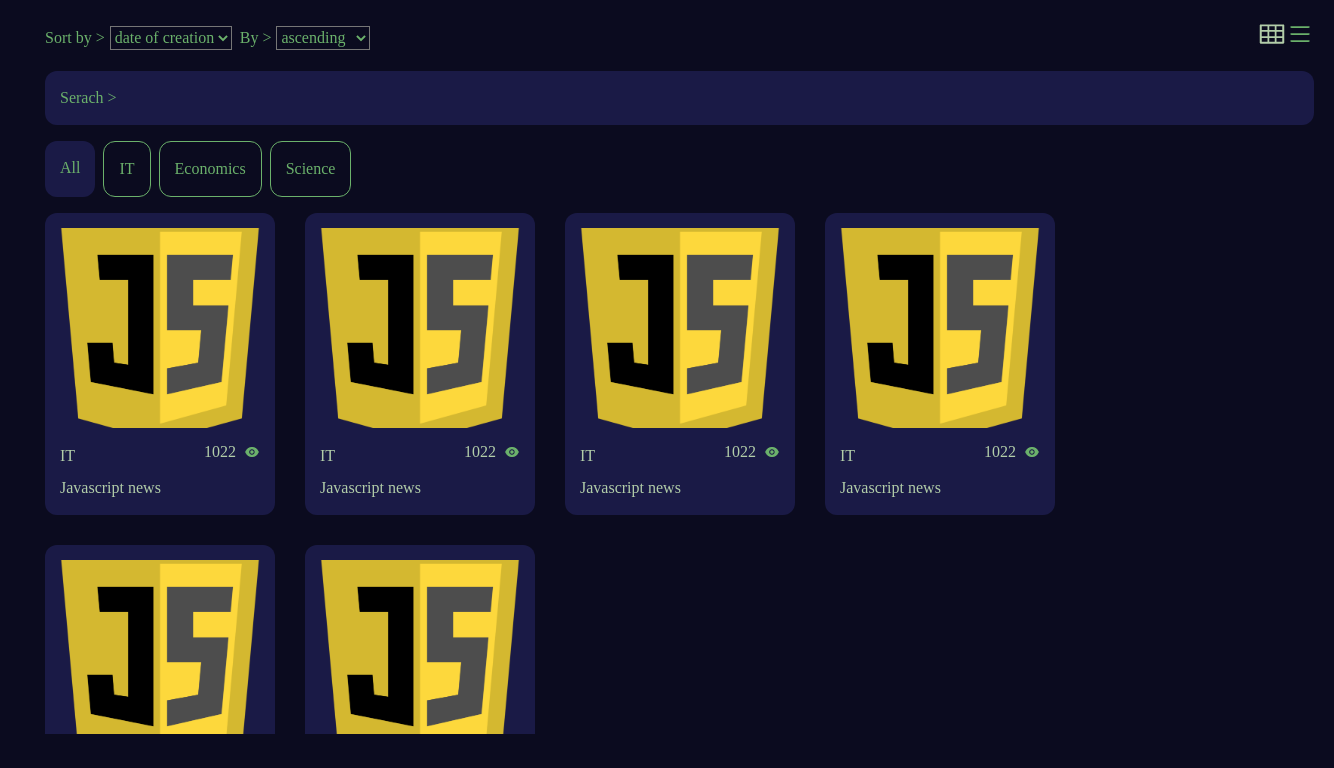 Sort by > date of creation By > ascending
Serach >
All IT Economics Science
JS JS JS JS
IT 1022 IT 1022 IT 1022 IT 1022
Javascript news Javascript news Javascript news Javascript news
JS JS